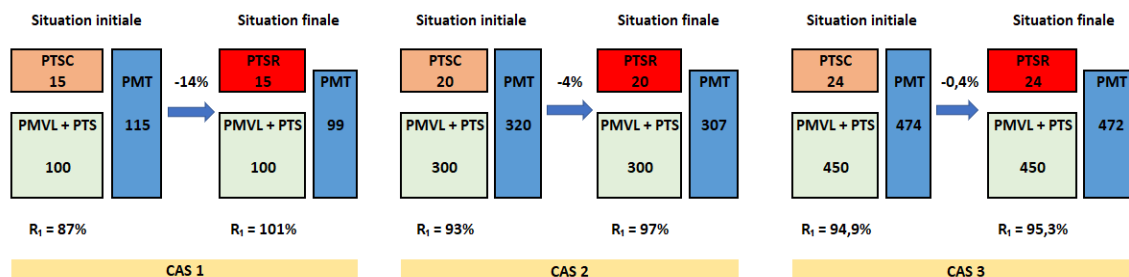 Situation initiale
Situation finale
PTSC
15
PMT
115
PMVL + PTS
100
-14%
PTSR
15
PMT
99
PMVL + PTS
100
R₁ = 87%
R₁ = 101%
CAS 1
Situation initiale
Situation finale
PTSC
20
PMT
320
PMVL + PTS
300
-4%
PTSR
20
PMT
307
PMVL + PTS
300
R₁ = 93%
R₁ = 97%
CAS 2
Situation initiale
Situation finale
PTSC
24
PMT
474
PMVL + PTS
450
-0,4%
PTSR
24
PMT
472
PMVL + PTS
450
R₁ = 94,9%
R₁ = 95,3%
CAS 3